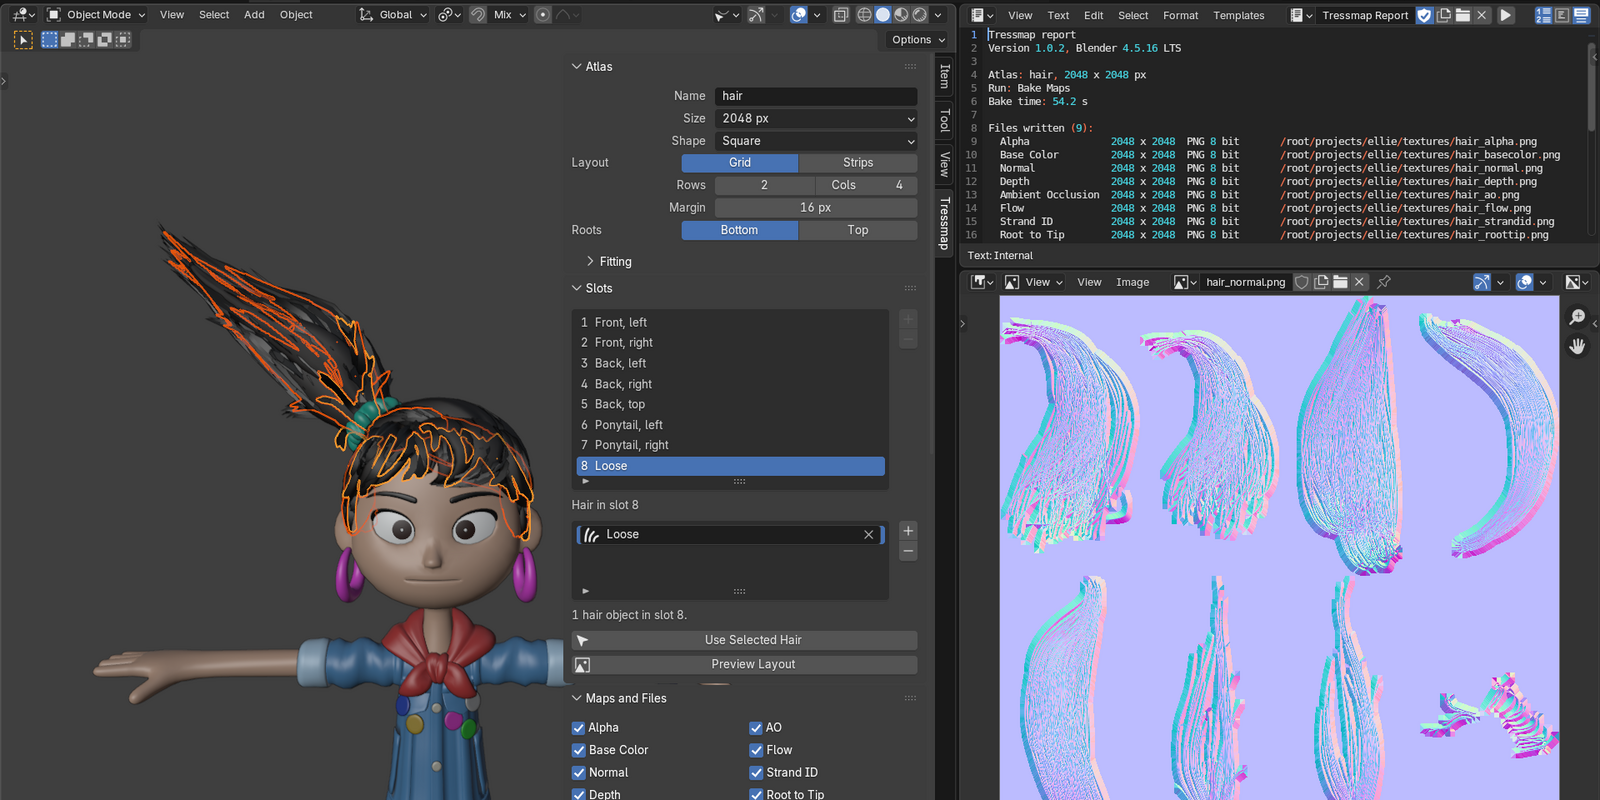 Object Mode View Select Add Object Global Mix
Options
Atlas
Name hair
Size 2048 px
Shape Square
Layout Grid Strips
Rows 2 Cols 4
Margin 16 px
Roots Bottom Top
Fitting
Slots
1 Front, left
2 Front, right
3 Back, left
4 Back, right
5 Back, top
6 Ponytail, left
7 Ponytail, right
8 Loose
Hair in slot 8
Loose
1 hair object in slot 8.
Use Selected Hair
Preview Layout
Maps and Files
Alpha AO
Base Color Flow
Normal Strand ID
Depth Root to Tip
Item
Tool
View
Tressmap
View Text Edit Select Format Templates Tressmap Report
1 Tressmap report
2 Version 1.0.2, Blender 4.5.16 LTS
3
4 Atlas: hair, 2048 x 2048 px
5 Run: Bake Maps
6 Bake time: 54.2 s
7
8 Files written (9):
9 Alpha 2048 x 2048 PNG 8 bit /root/projects/ellie/textures/hair_alpha.png
10 Base Color 2048 x 2048 PNG 8 bit /root/projects/ellie/textures/hair_basecolor.png
11 Normal 2048 x 2048 PNG 8 bit /root/projects/ellie/textures/hair_normal.png
12 Depth 2048 x 2048 PNG 8 bit /root/projects/ellie/textures/hair_depth.png
13 Ambient Occlusion 2048 x 2048 PNG 8 bit /root/projects/ellie/textures/hair_ao.png
14 Flow 2048 x 2048 PNG 8 bit /root/projects/ellie/textures/hair_flow.png
15 Strand ID 2048 x 2048 PNG 8 bit /root/projects/ellie/textures/hair_strandid.png
16 Root to Tip 2048 x 2048 PNG 8 bit /root/projects/ellie/textures/hair_roottip.png
Text: Internal
View View Image hair_normal.png